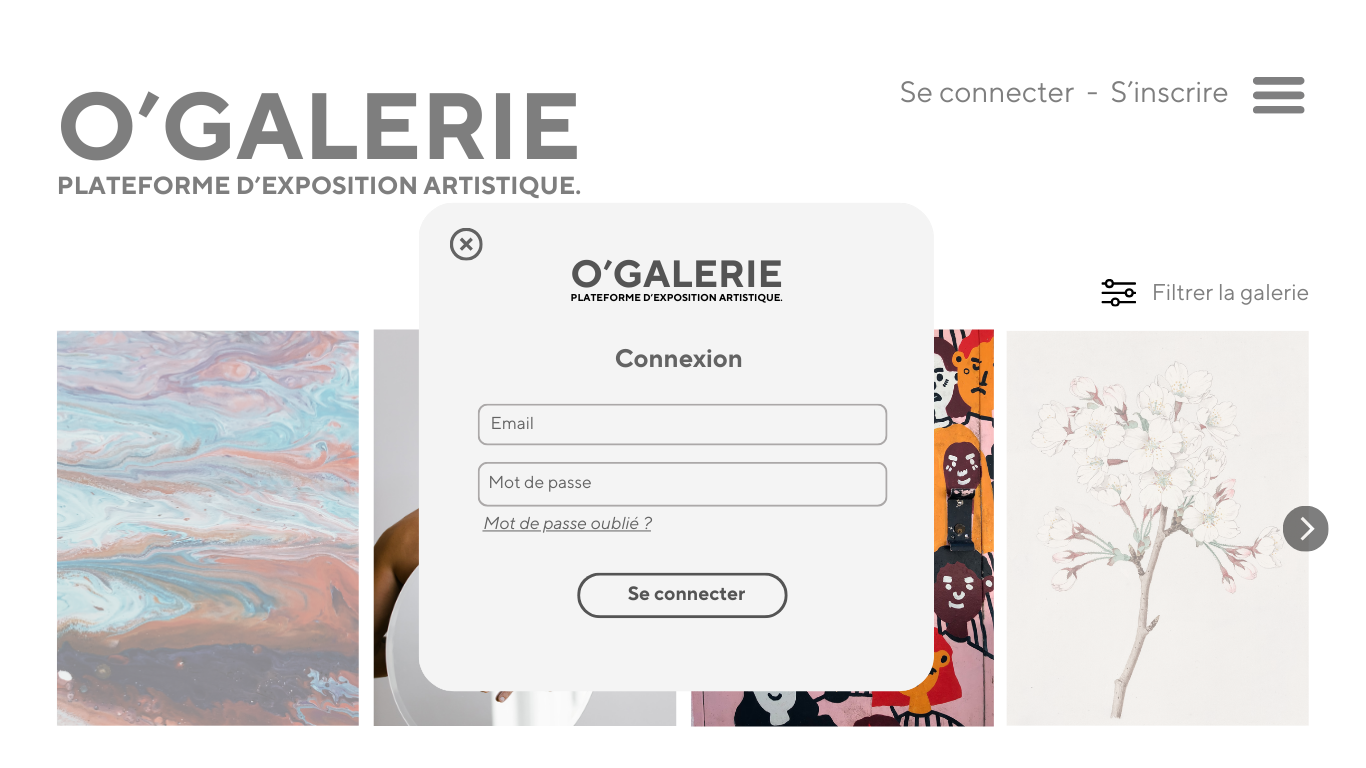 O’GALERIE
PLATEFORME D’EXPOSITION ARTISTIQUE.
Se connecter - S’inscrire
Filtrer la galerie
O’GALERIE
PLATEFORME D’EXPOSITION ARTISTIQUE.
Connexion
Email
Mot de passe
Mot de passe oublié ?
Se connecter